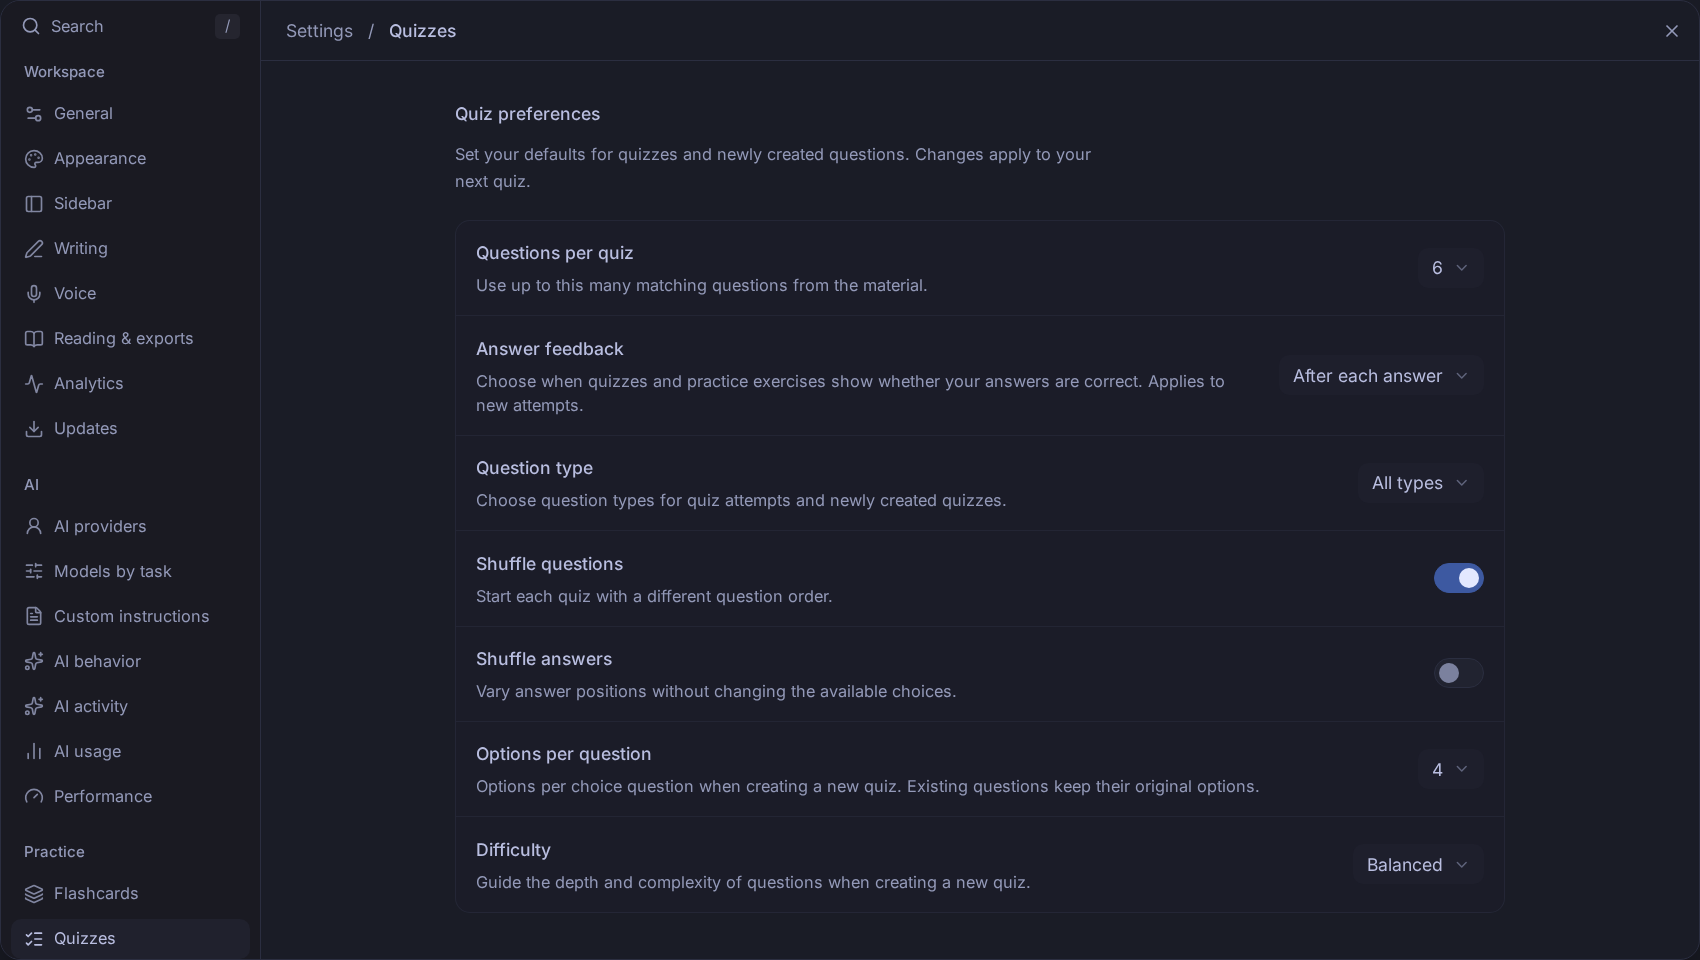 Search
/
Workspace
General
Appearance
Sidebar
Writing
Voice
Reading & exports
Analytics
Updates
AI
AI providers
Models by task
Custom instructions
AI behavior
AI activity
AI usage
Performance
Practice
Flashcards
Quizzes
Settings / Quizzes
Quiz preferences
Set your defaults for quizzes and newly created questions. Changes apply to your
next quiz.
Questions per quiz
Use up to this many matching questions from the material.
6
Answer feedback
Choose when quizzes and practice exercises show whether your answers are correct. Applies to
new attempts.
After each answer
Question type
Choose question types for quiz attempts and newly created quizzes.
All types
Shuffle questions
Start each quiz with a different question order.
Shuffle answers
Vary answer positions without changing the available choices.
Options per question
Options per choice question when creating a new quiz. Existing questions keep their original options.
4
Difficulty
Guide the depth and complexity of questions when creating a new quiz.
Balanced